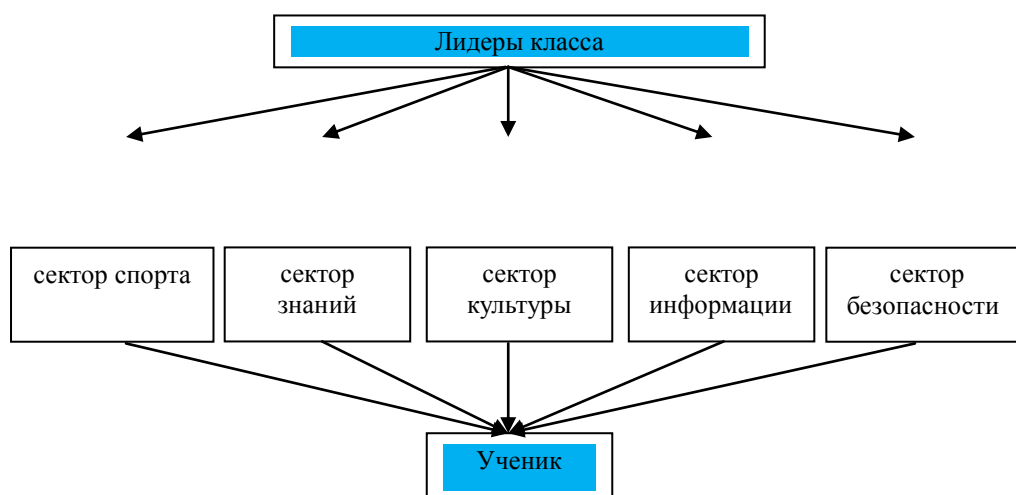 Лидеры класса
сектор спорта
сектор
знаний
сектор
культуры
сектор
информации
сектор
безопасности
Ученик